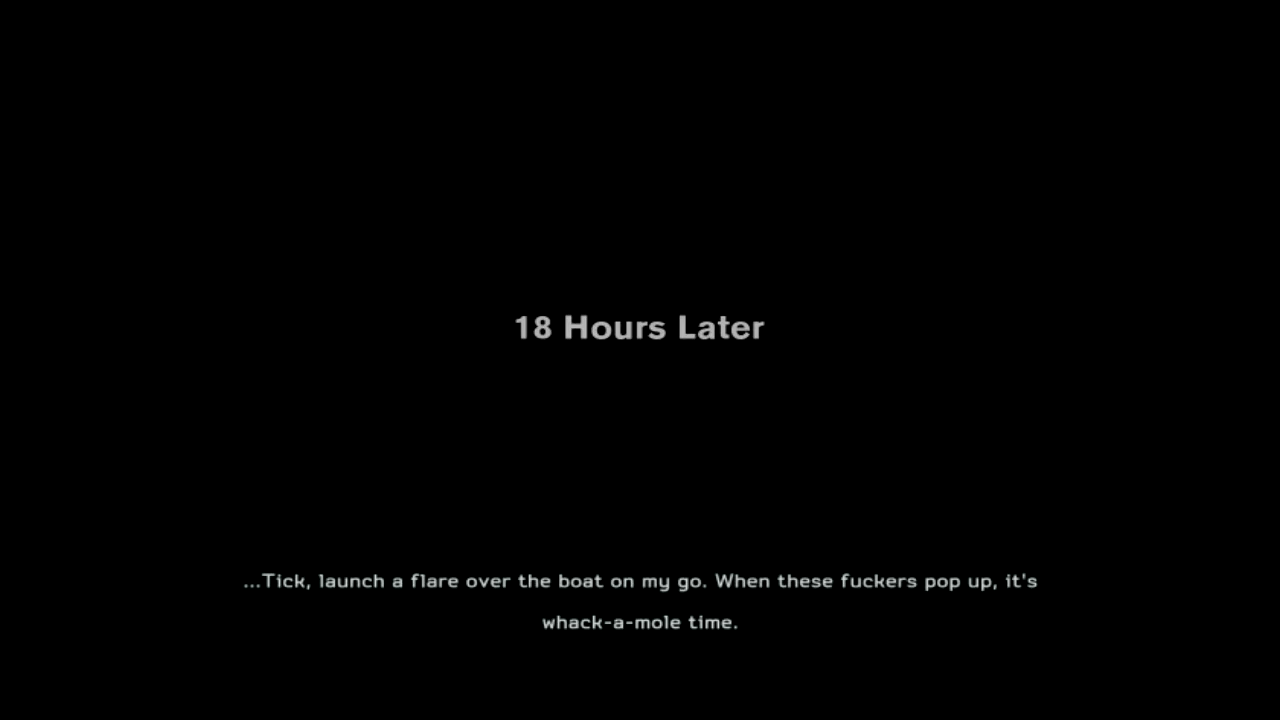 18 Hours Later
...Tick, launch a flare over the boat on my go. When these fuckers pop up, it's
whack-a-mole time.